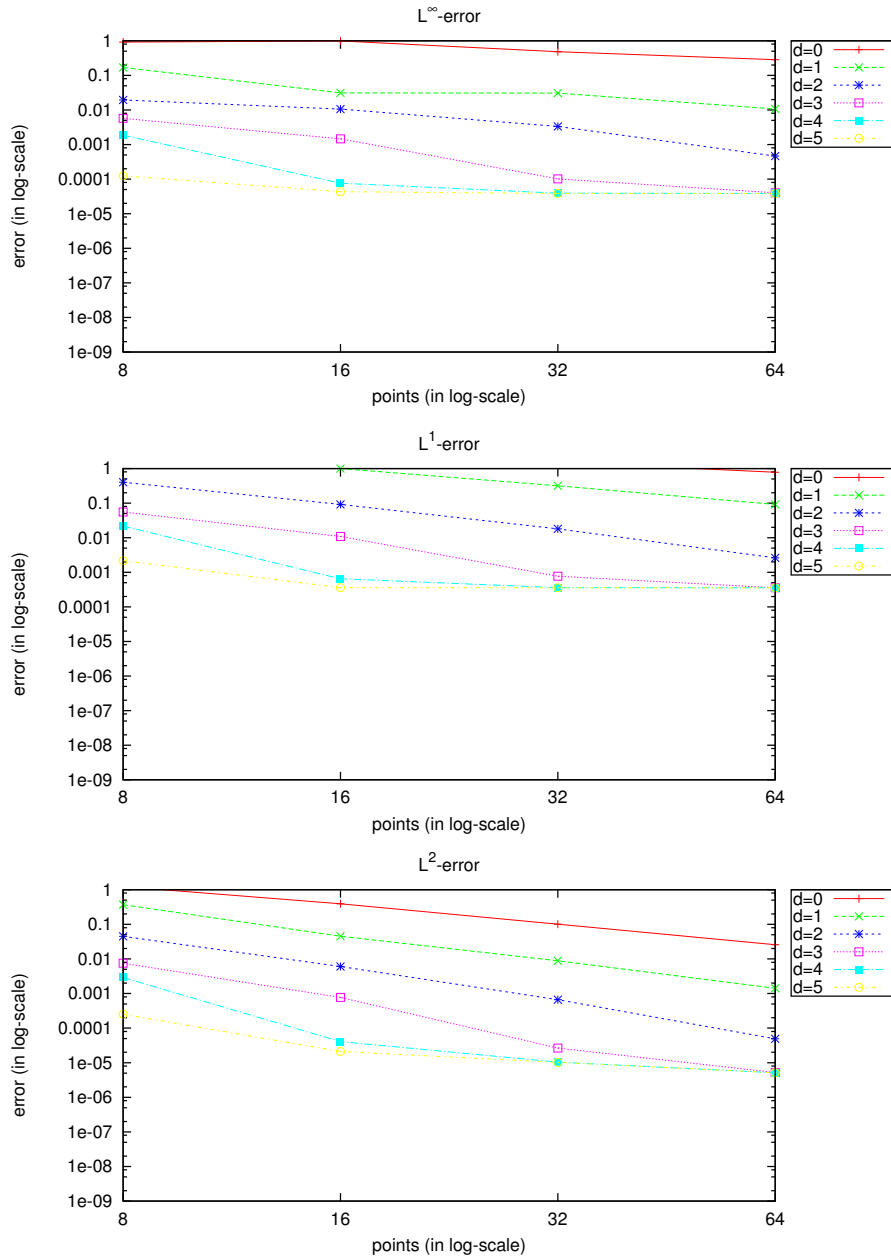 L∞-error
1
0.1
0.01
0.001
0.0001
1e-05
1e-06
1e-07
1e-08
1e-09
error (in log-scale)
8
16
32
64
points (in log-scale)
d=0
d=1
d=2
d=3
d=4
d=5
L1-error
1
0.1
0.01
0.001
0.0001
1e-05
1e-06
1e-07
1e-08
1e-09
error (in log-scale)
8
16
32
64
points (in log-scale)
d=0
d=1
d=2
d=3
d=4
d=5
L2-error
1
0.1
0.01
0.001
0.0001
1e-05
1e-06
1e-07
1e-08
1e-09
error (in log-scale)
8
16
32
64
points (in log-scale)
d=0
d=1
d=2
d=3
d=4
d=5